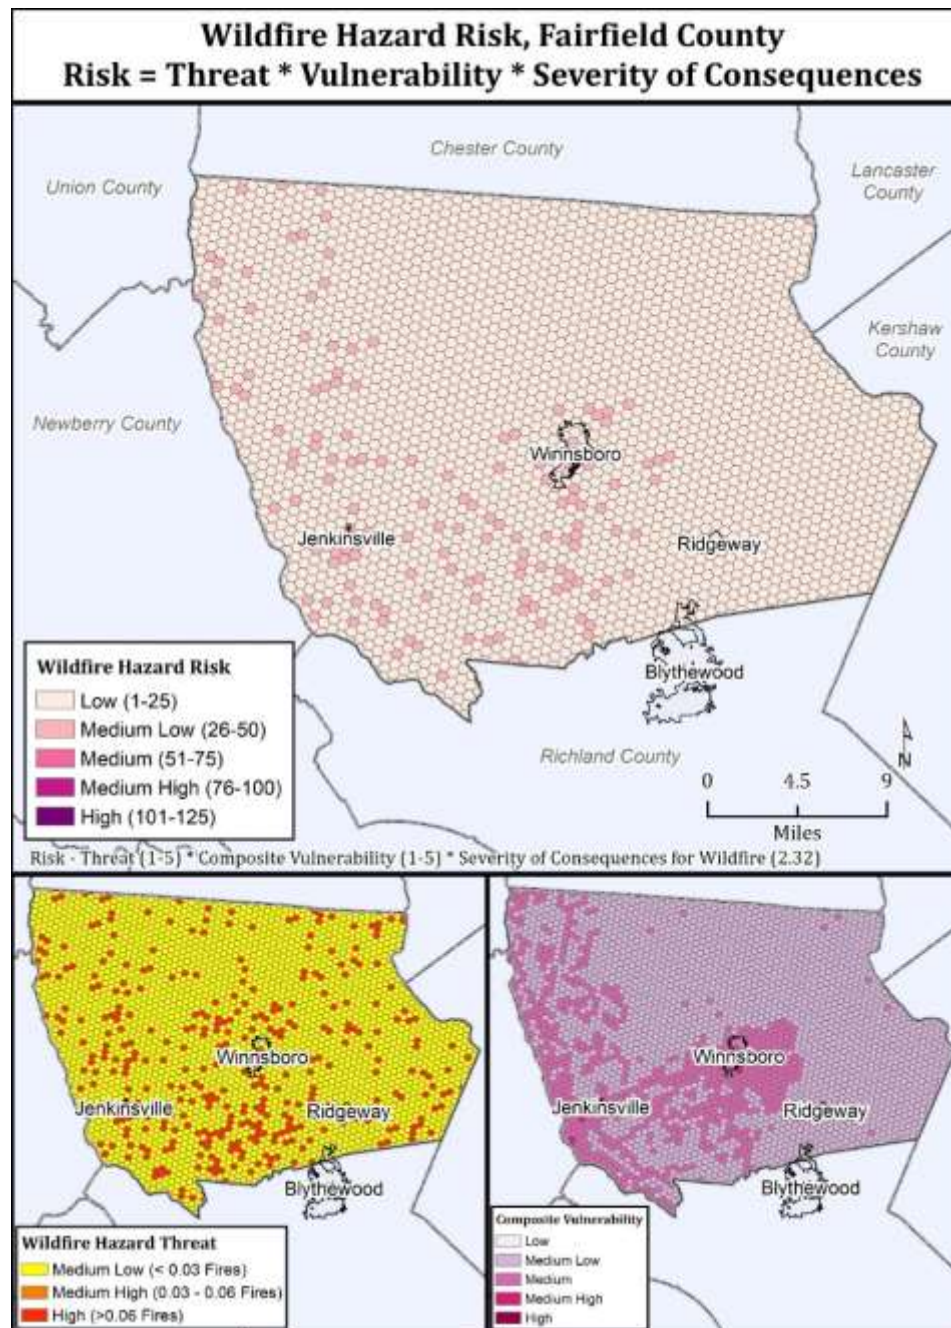 Wildfire Hazard Risk, Fairfield County
Risk = Threat * Vulnerability * Severity of Consequences
Chester County
Union County
Lancaster
County
Kershaw
County
Newberry County
Winnsboro
Jenkinsville
Ridgeway
Blythewood
Richland County
Wildfire Hazard Risk
Low (1-25)
Medium Low (26-50)
Medium (51-75)
Medium High (76-100)
High (101-125)
N
0 4.5 9
Miles
Risk - Threat (1-5) * Composite Vulnerability (1-5) * Severity of Consequences for Wildfire (2.32)
Winnsboro
Jenkinsville
Ridgeway
Blythewood
Wildfire Hazard Threat
Medium Low (< 0.03 Fires)
Medium High (0.03 - 0.06 Fires)
High (>0.06 Fires)
Winnsboro
Jenkinsville
Ridgeway
Blythewood
Composite Vulnerability
Low
Medium Low
Medium
Medium High
High